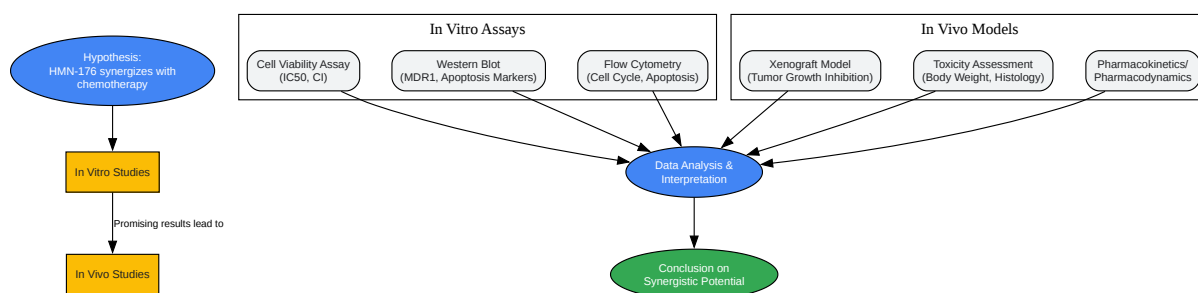 Hypothesis:
HMN-176 synergizes with
chemotherapy
In Vitro Studies
Promising results lead to
In Vivo Studies
In Vitro Assays
Cell Viability Assay
(IC50, CI)
Western Blot
(MDR1, Apoptosis Markers)
Flow Cytometry
(Cell Cycle, Apoptosis)
In Vivo Models
Xenograft Model
(Tumor Growth Inhibition)
Toxicity Assessment
(Body Weight, Histology)
Pharmacokinetics/
Pharmacodynamics
Data Analysis &
Interpretation
Conclusion on
Synergistic Potential